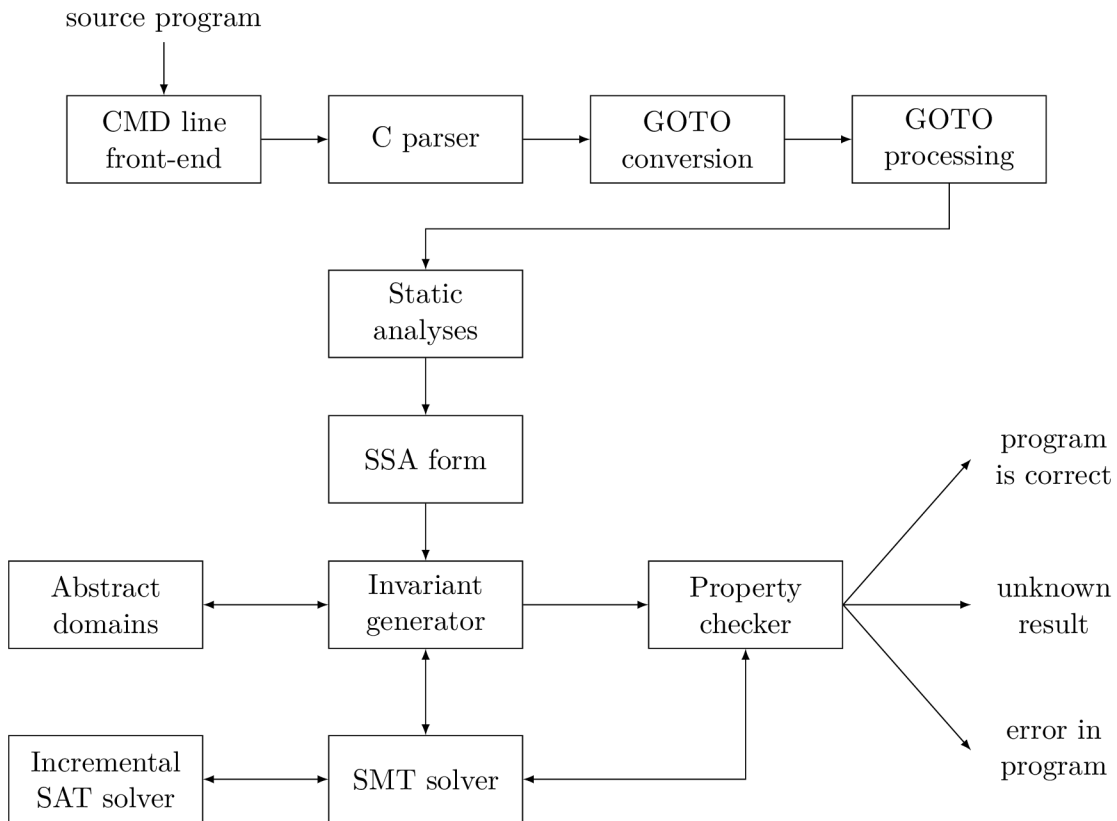 source program
CMD line
front-end
C parser
GOTO
conversion
GOTO
processing
Static
analyses
SSA form
program
is correct
Abstract
domains
Invariant
generator
Property
checker
unknown
result
error in
program
Incremental
SAT solver
SMT solver